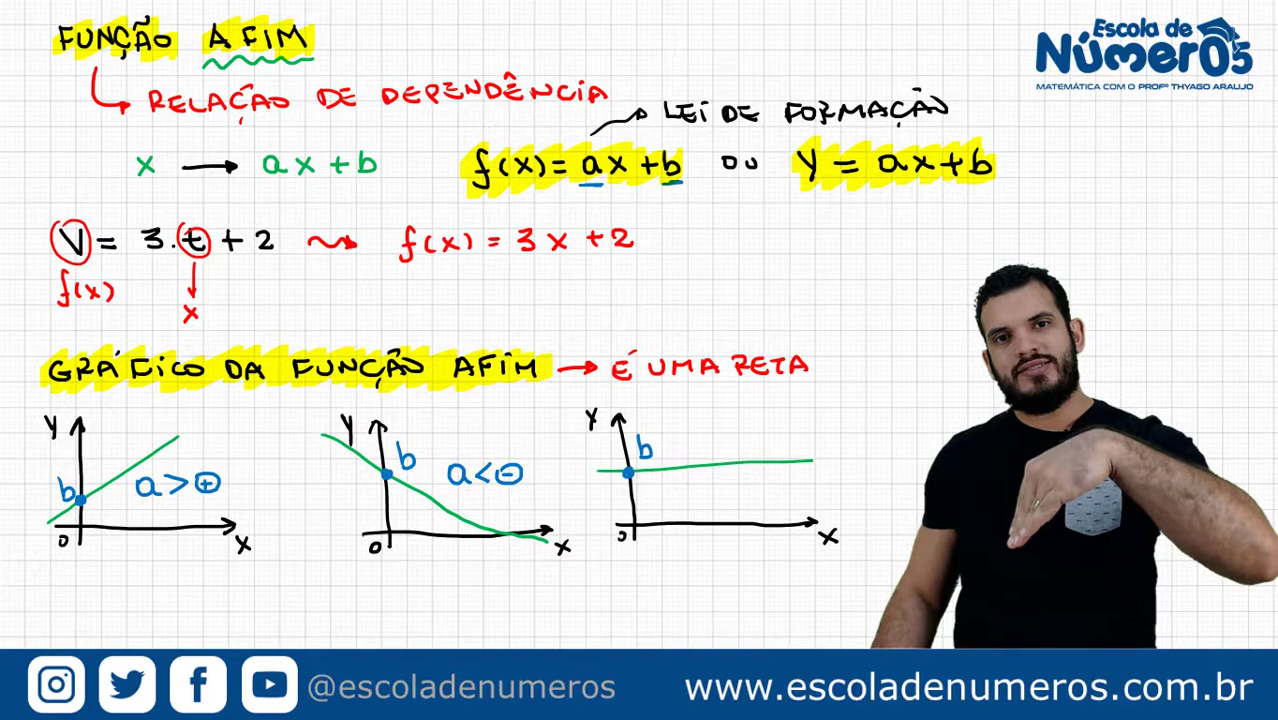 FUNÇÃO AFIM
Escola de
NúmerOs
MATEMÁTICA COM O PROFº THYAGO ARAUJO
RELAÇÃO DE DEPENDÊNCIA
LEI DE FORMAÇÃO
x → ax+b f(x)=ax+b ou y=ax+b
V = 3.t+2 f(x)=3x+2
f(x)
x
GRÁFICO DA FUNÇÃO AFIM → É UMA RETA
y b a>+ 0 x
y b a<- 0 x
x b 0 x
@escoladenumeros www.escoladenumeros.com.br